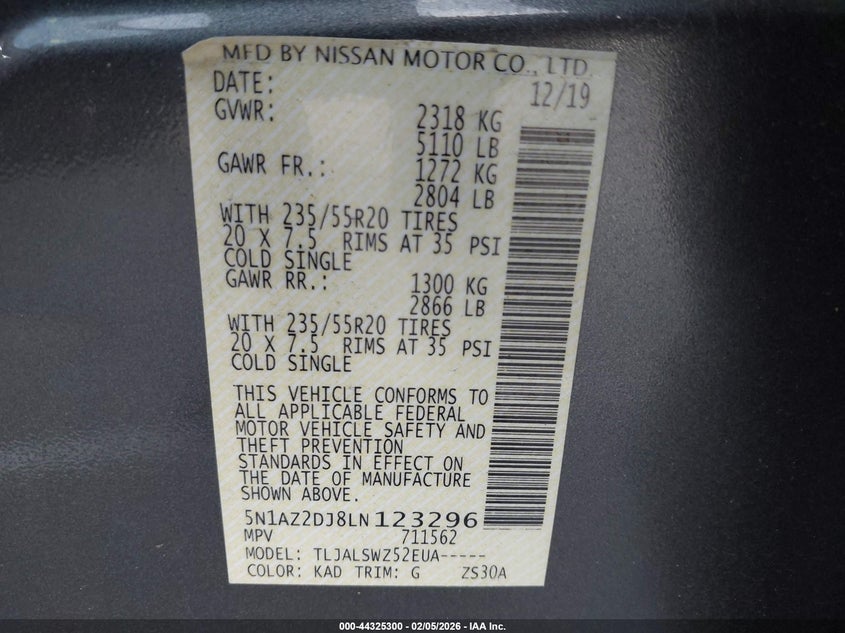 MFD BY NISSAN MOTOR CO., LTD
DATE: 12/19
GVWR: 2318 KG
5110 LB
GAWR FR.: 1272 KG
2804 LB
WITH 235/55R20 TIRES
20 X 7.5 RIMS AT 35 PSI
COLD SINGLE
GAWR RR.: 1300 KG
2866 LB
WITH 235/55R20 TIRES
20 X 7.5 RIMS AT 35 PSI
COLD SINGLE
THIS VEHICLE CONFORMS TO
ALL APPLICABLE FEDERAL
MOTOR VEHICLE SAFETY AND
THEFT PREVENTION
STANDARDS IN EFFECT ON
THE DATE OF MANUFACTURE
SHOWN ABOVE.
5N1AZ2DJ8LN123296
MPV 711562
MODEL: TLJALSWZ52EUA-----
COLOR: KAD TRIM: G ZS30A
000-44325300 - 02/05/2026 - IAA Inc.